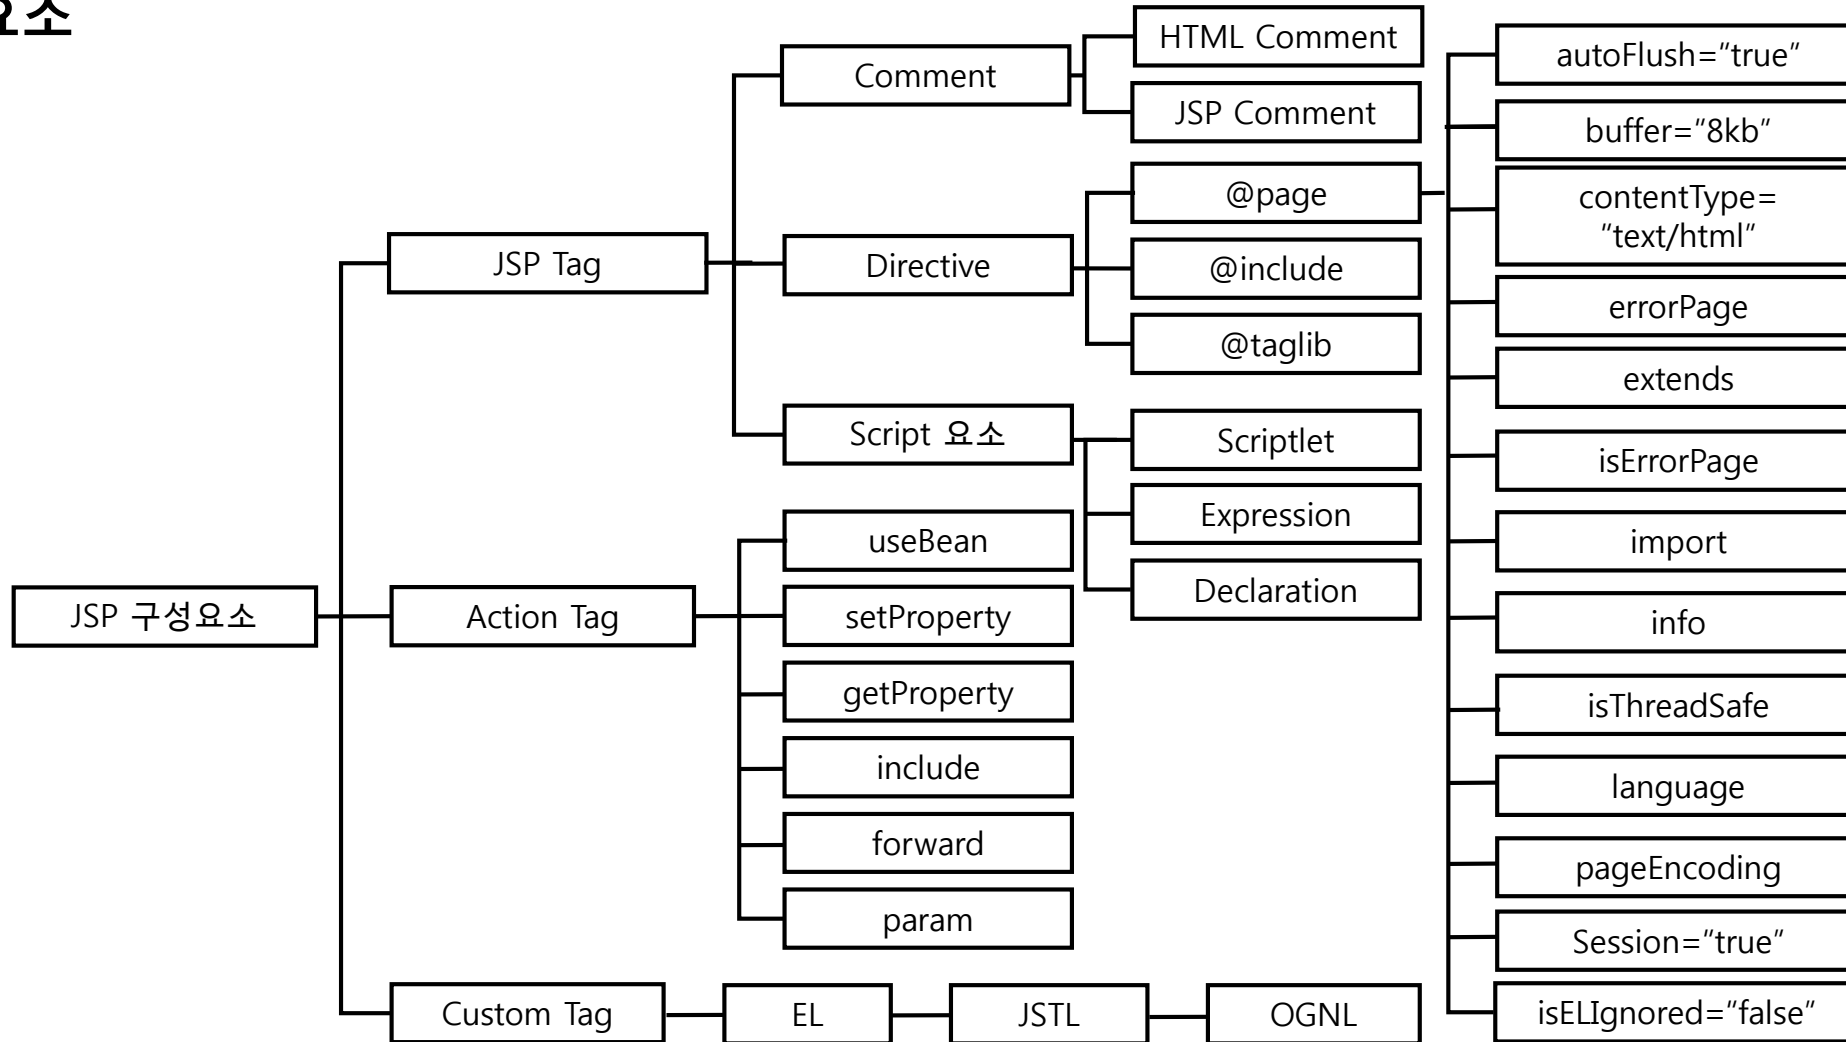 요소
HTML Comment
Comment
JSP Comment
@page
JSP Tag
Directive
@include
@taglib
Script 요소
Scriptlet
Expression
Declaration
useBean
JSP 구성요소
Action Tag
setProperty
getProperty
include
forward
param
Custom Tag
EL
JSTL
OGNL
autoFlush="true"
buffer="8kb"
contentType=
"text/html"
errorPage
extends
isErrorPage
import
info
isThreadSafe
language
pageEncoding
Session="true"
isELIgnored="false"